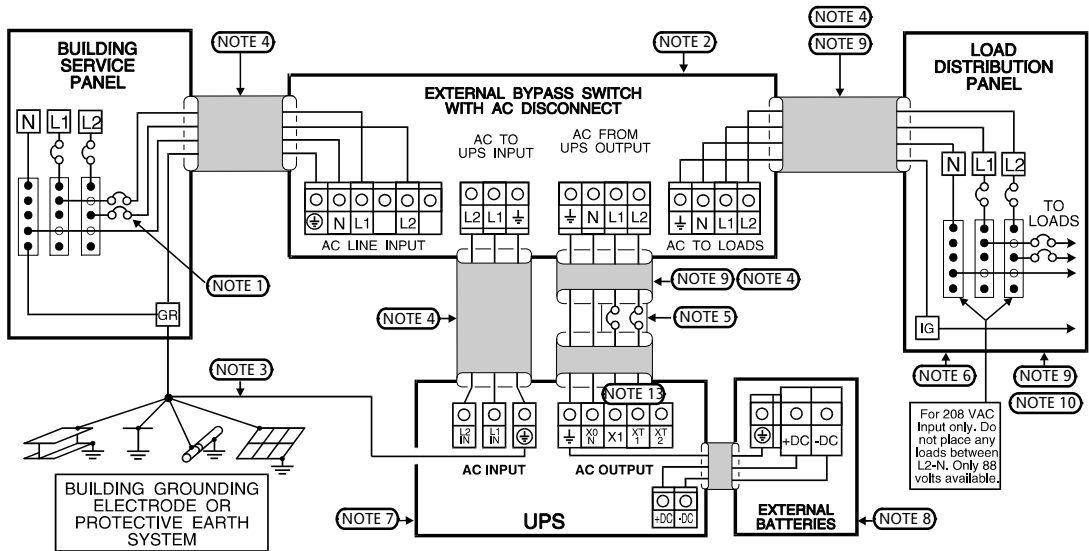 NOTE 4
NOTE 2
NOTE 4
NOTE 9
BUILDING
SERVICE
PANEL
N L1 L2
NOTE 1
GR
NOTE 3
BUILDING GROUNDING
ELECTRODE OR
PROTECTIVE EARTH
SYSTEM
EXTERNAL BYPASS SWITCH
WITH AC DISCONNECT
AC TO
UPS INPUT
AC FROM
UPS OUTPUT
N L1 L2
AC LINE INPUT
L2 L1
N L1 L2
N L1 L2
AC TO LOADS
NOTE 4
NOTE 9 NOTE 4
NOTE 5
NOTE 13
L2 IN
L1 IN
AC INPUT
X0 N
X1
XT 1
XT 2
AC OUTPUT
+DC -DC
UPS
NOTE 7
+DC -DC
EXTERNAL
BATTERIES
NOTE 8
LOAD
DISTRIBUTION
PANEL
N L1 L2
TO
LOADS
IG
NOTE 6
NOTE 9
NOTE 10
For 208 VAC
Input only. Do
not place any
loads between
L2-N. Only 88
volts available.